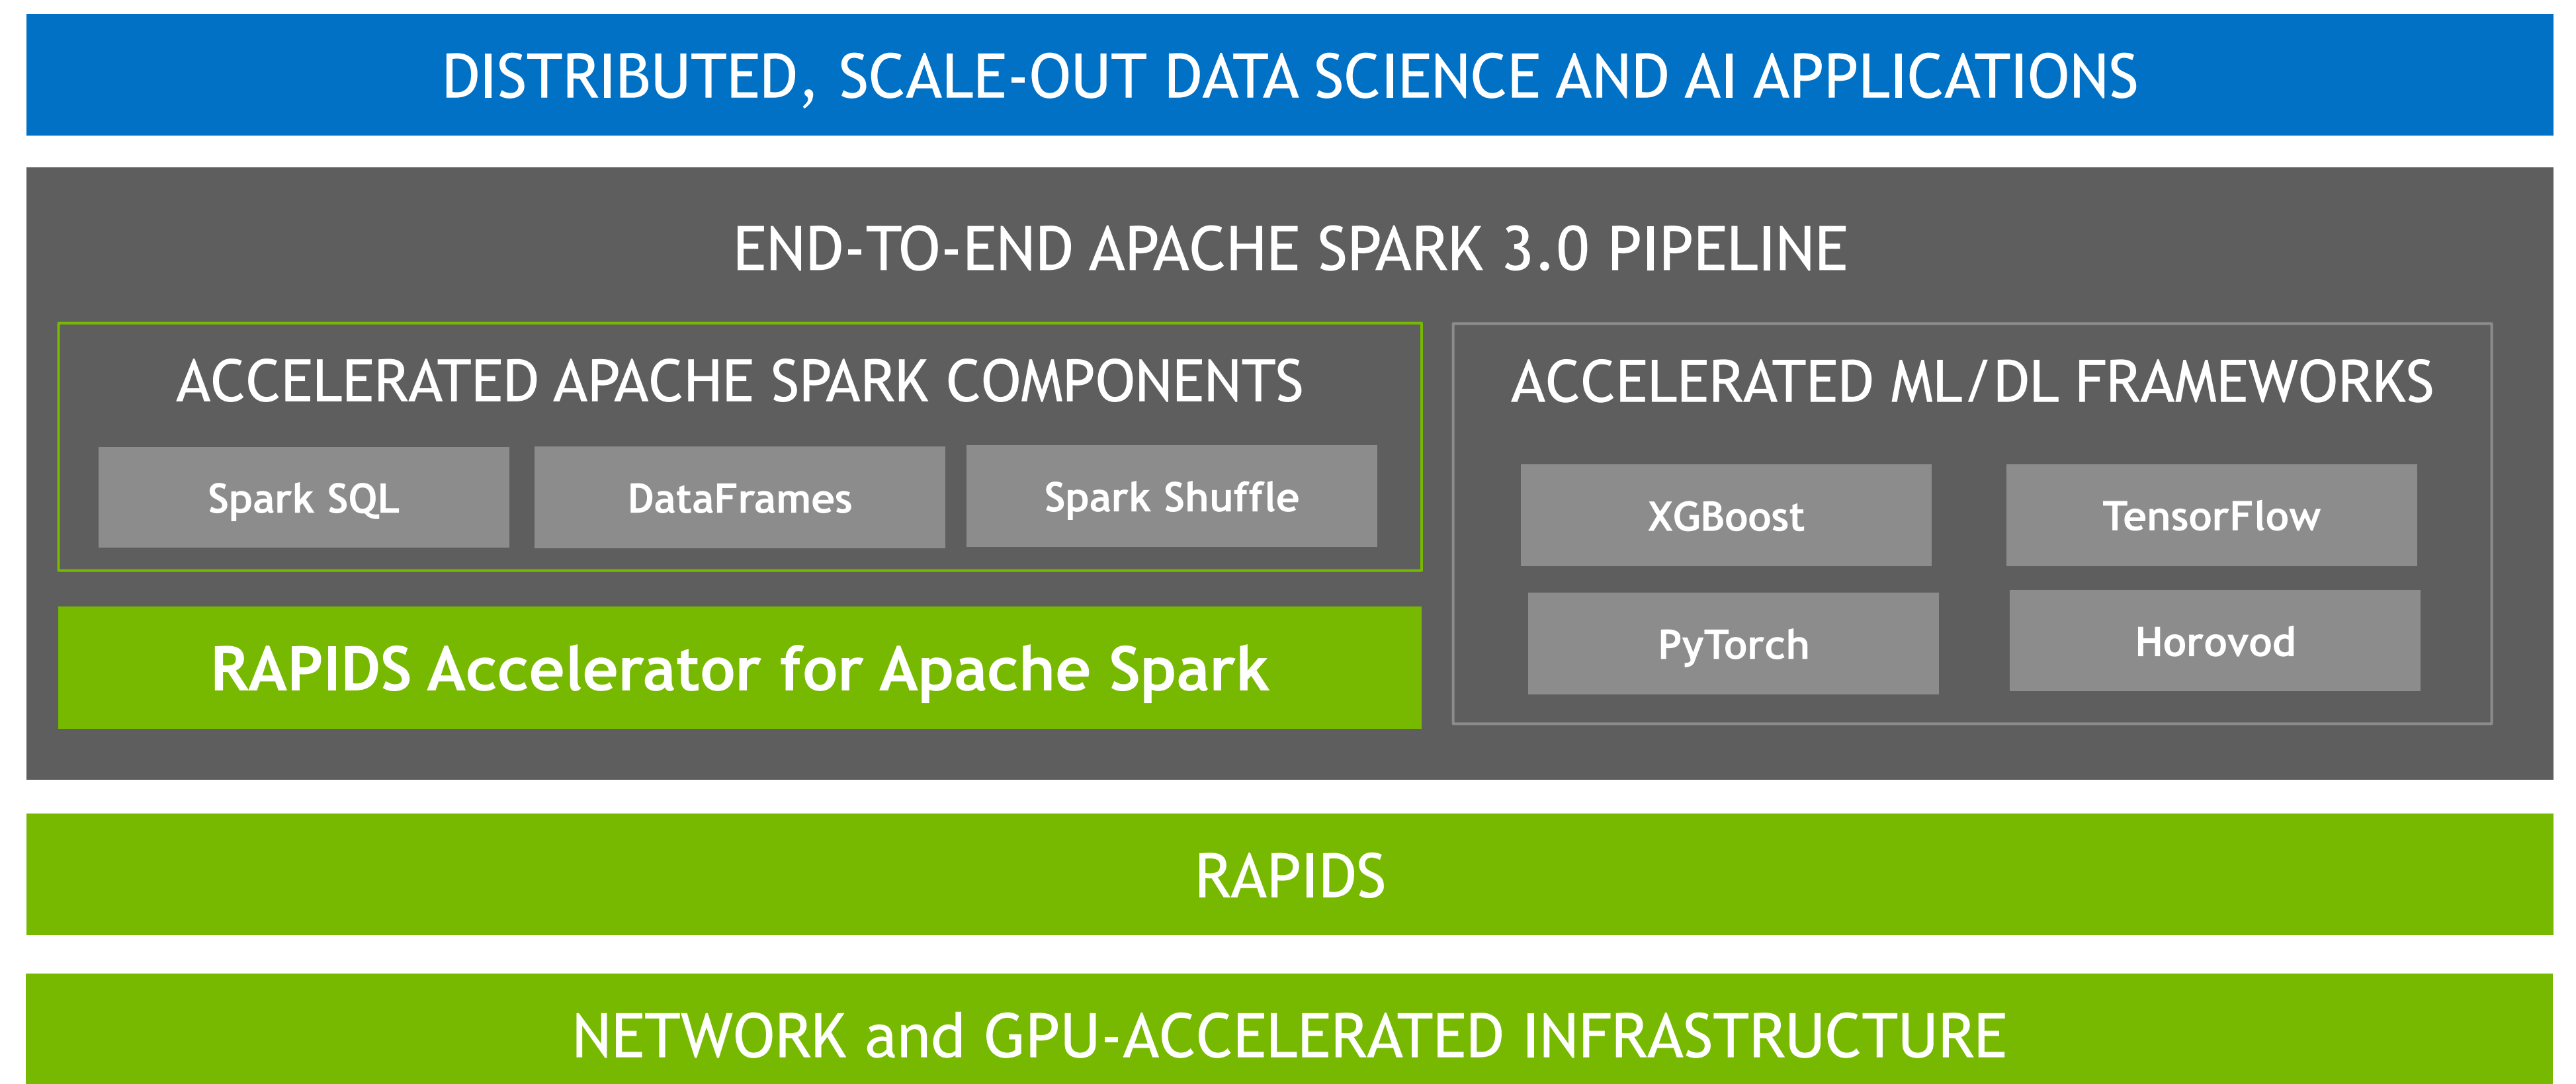 DISTRIBUTED, SCALE-OUT DATA SCIENCE AND AI APPLICATIONS
END-TO-END APACHE SPARK 3.0 PIPELINE
ACCELERATED APACHE SPARK COMPONENTS
Spark SQL
DataFrames
Spark Shuffle
RAPIDS Accelerator for Apache Spark
ACCELERATED ML/DL FRAMEWORKS
XGBoost
TensorFlow
PyTorch
Horovod
RAPIDS
NETWORK and GPU-ACCELERATED INFRASTRUCTURE